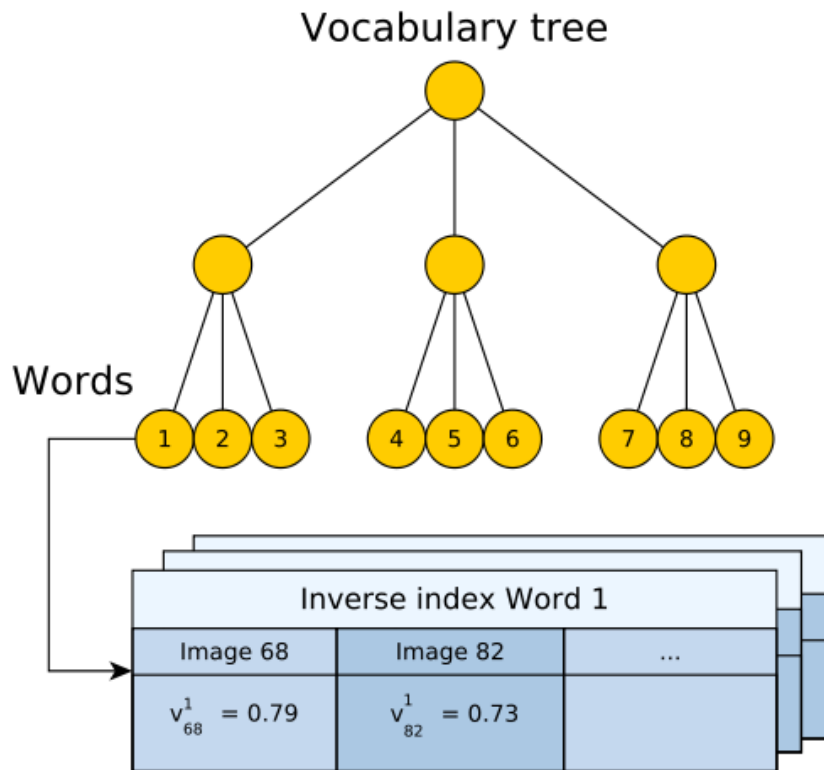 Vocabulary tree
Words
1 2 3 4 5 6 7 8 9
Inverse index Word 1
Image 68 Image 82 ...
v¹₆₈ = 0.79 v¹₈₂ = 0.73